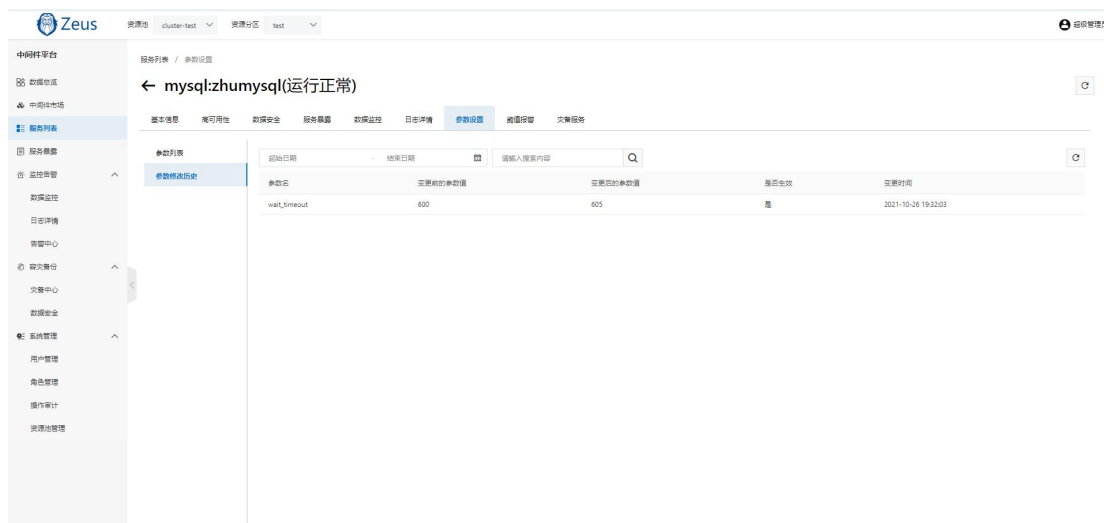 Zeus
资源池 cluster-test 资源分区 test
超级管理员
中间件平台
数据总览
中间件市场
服务列表
服务暴露
监控告警
数据监控
日志详情
告警中心
容灾备份
灾备中心
数据安全
系统管理
用户管理
角色管理
操作审计
资源池管理
服务列表 / 参数设置
mysql:zhumysql(运行正常)
基本信息 高可用性 数据安全 服务暴露 数据监控 日志详情 参数设置 阈值报警 灾备服务
参数列表
参数修改历史
起始日期 - 结束日期 请输入搜索内容
参数名 变更前的参数值 变更后的参数值 是否生效 变更时间
wait_timeout 600 605 是 2021-10-26 19:32:03